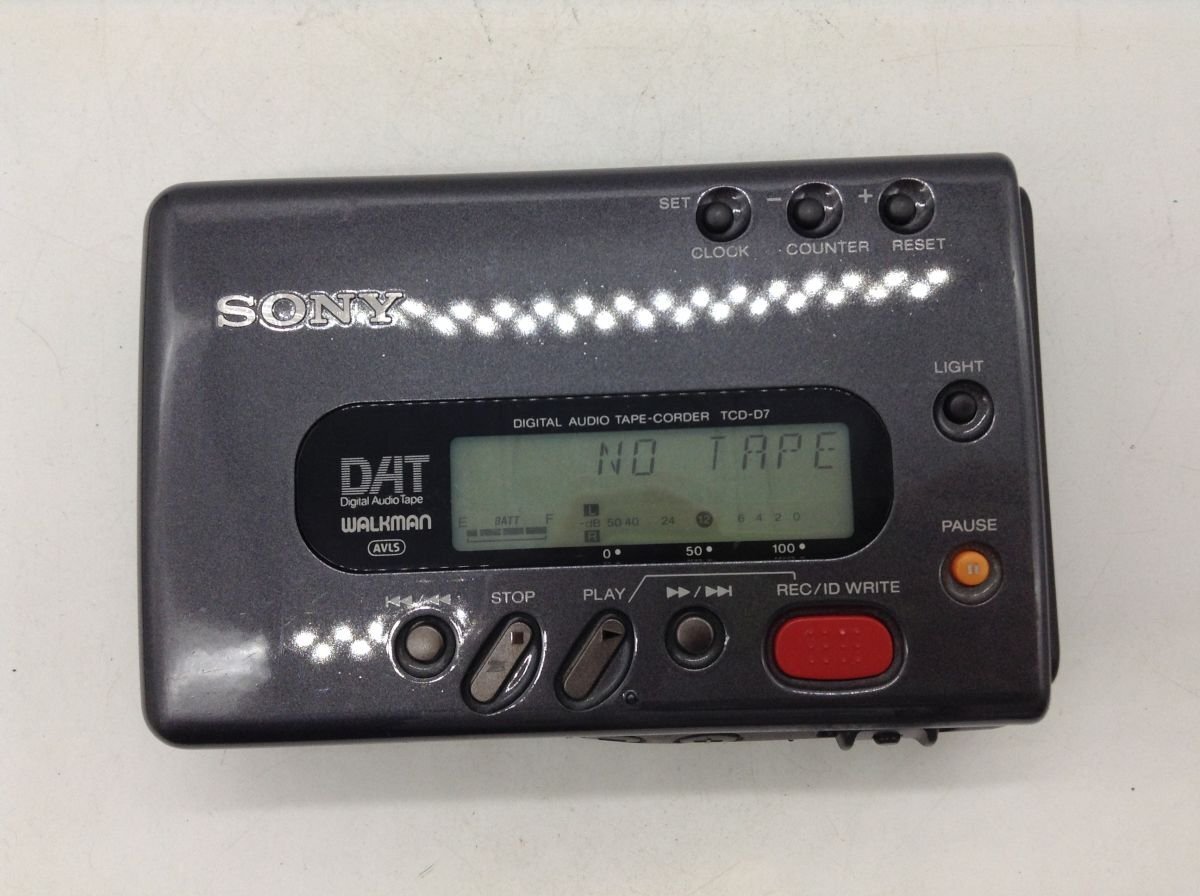 SET − +
CLOCK COUNTER RESET
SONY
LIGHT
DIGITAL AUDIO TAPE-CORDER TCD-D7
NO TAPE
DAT
Digital Audio Tape
WALKMAN
AVLS
E BATT F
L
-dB 50 40 24 12 6 4 2 0
R
0 50 100
PAUSE
STOP PLAY REC/ID WRITE